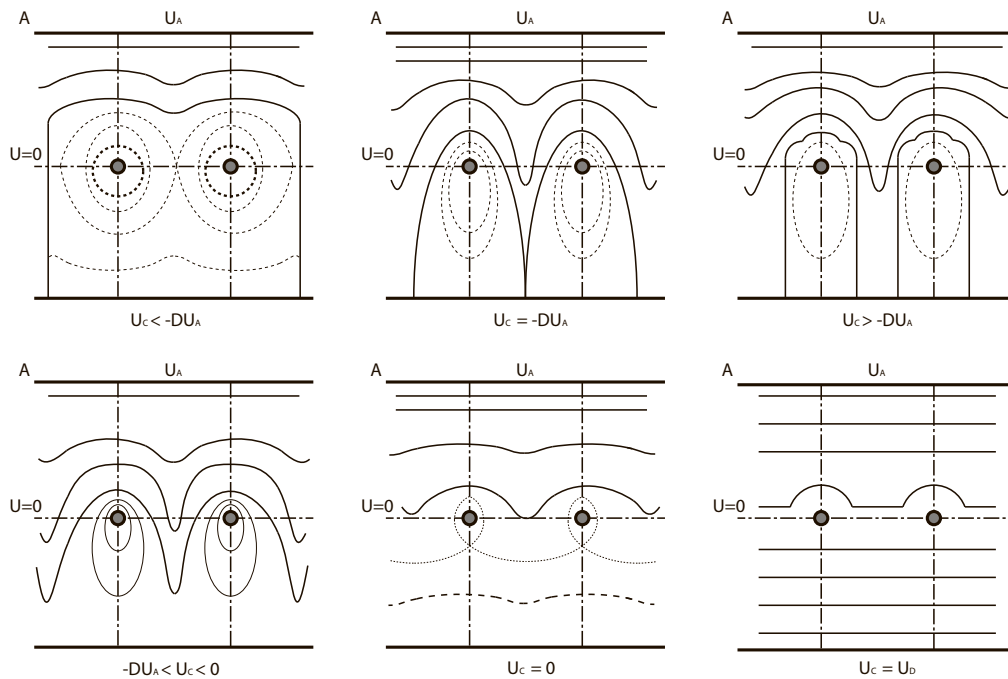 A UA A UA A UA
U=0 U=0 U=0
UC < -DUA UC = -DUA UC > -DUA
A UA A UA A UA
U=0 U=0 U=0
-DUA < UC < 0 UC = 0 UC = UD